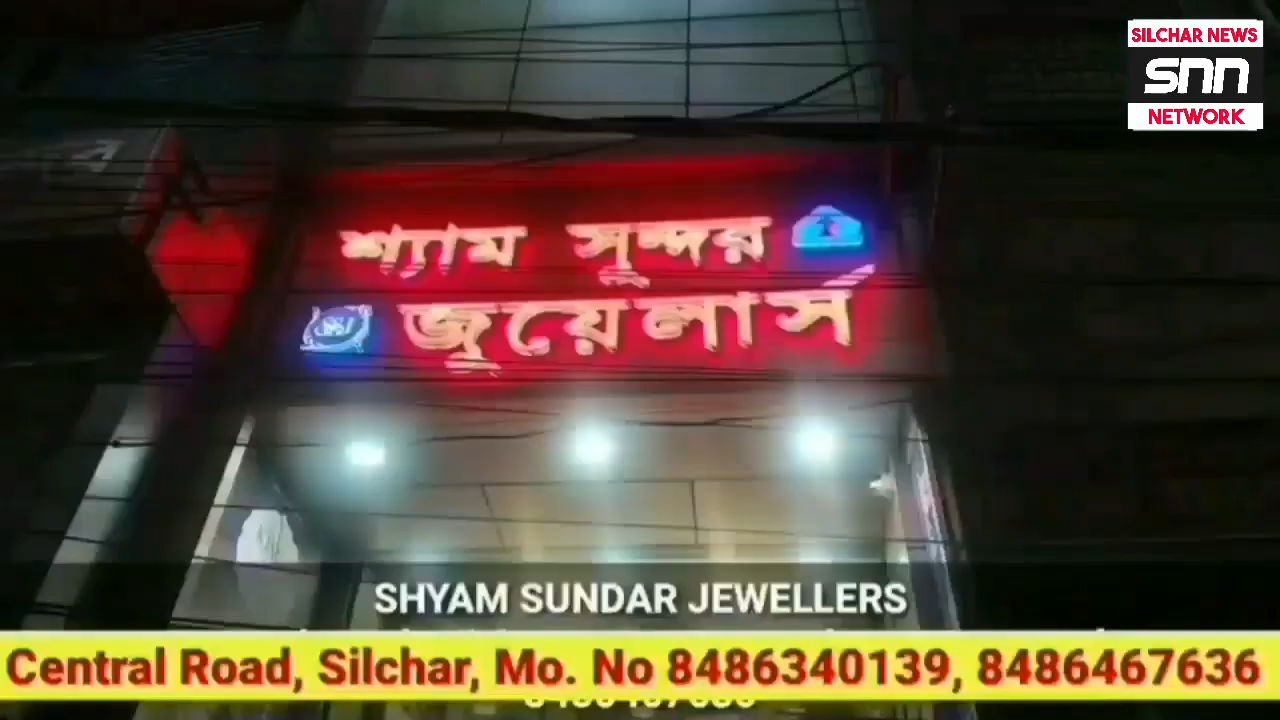 SILCHAR NEWS
snn
NETWORK
শ্যাম সুন্দর
জুয়েলার্স
SHYAM SUNDAR JEWELLERS
Central Road, Silchar, Mo. No 8486340139, 8486467636